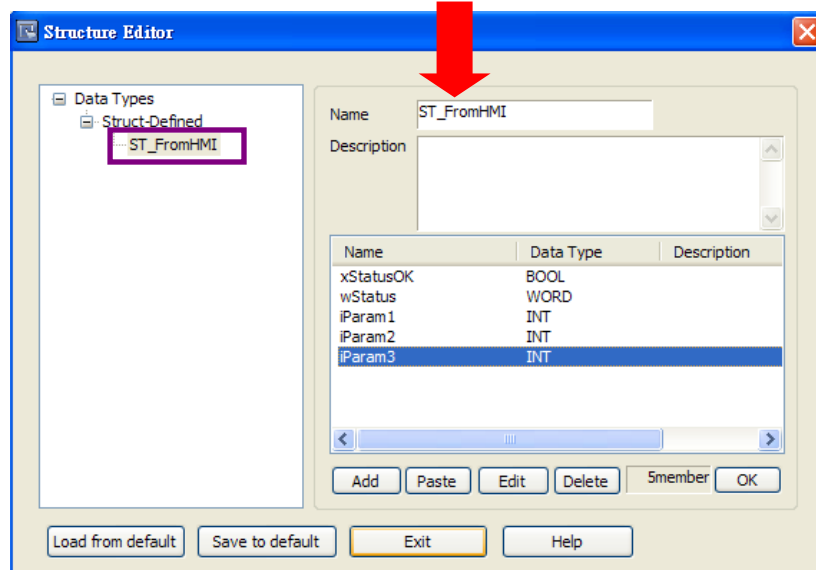 Structure Editor
Data Types
Struct-Defined
ST_FromHMI
Name ST_FromHMI
Description
Name Data Type Description
xStatusOK BOOL
wStatus WORD
iParam1 INT
iParam2 INT
iParam3 INT
Add Paste Edit Delete 5member OK
Load from default Save to default Exit Help